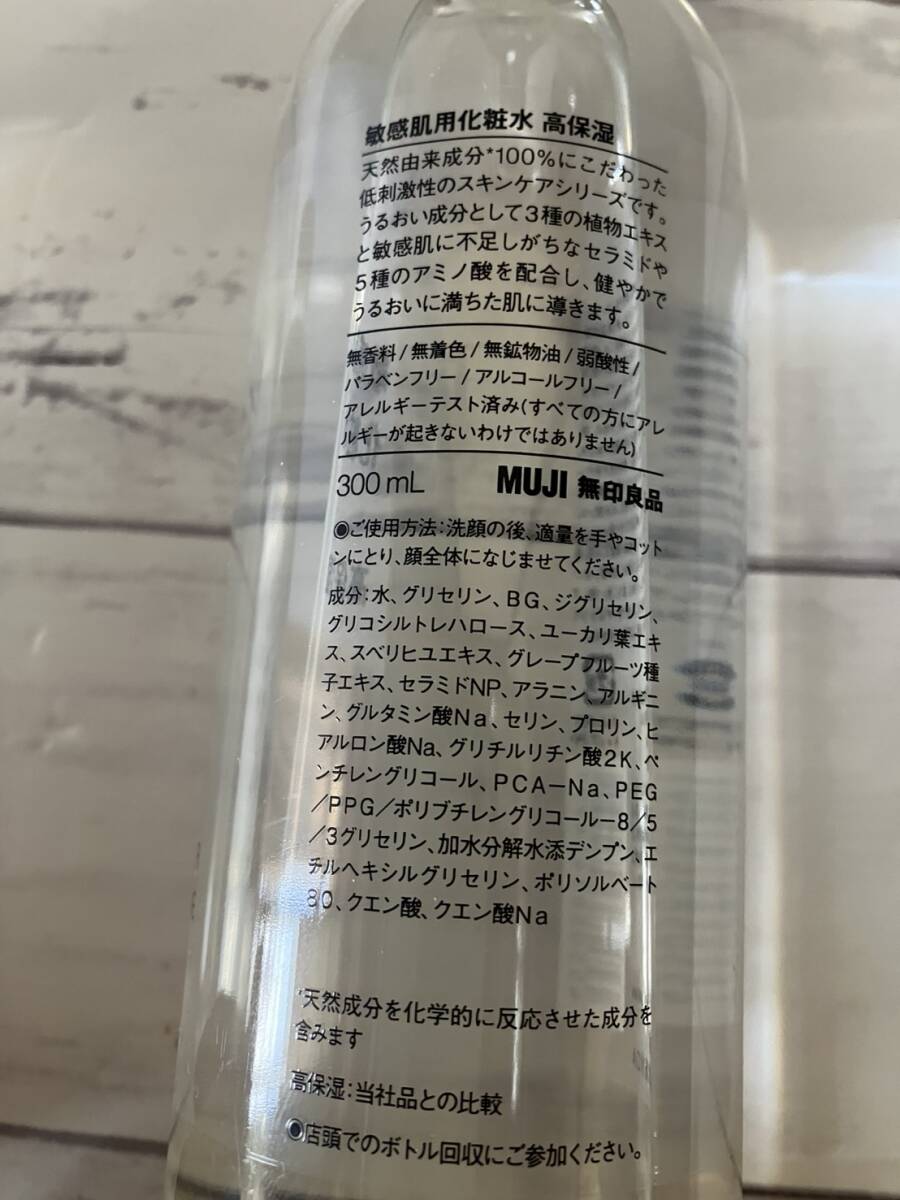 敏感肌用化粧水 高保湿
天然由来成分*100%にこだわった
低刺激性のスキンケアシリーズです。
うるおい成分として3種の植物エキス
と敏感肌に不足しがちなセラミドや
5種のアミノ酸を配合し、健やかで
うるおいに満ちた肌に導きます。
無香料/無着色/無鉱物油/弱酸性/
パラベンフリー/アルコールフリー/
アレルギーテスト済み(すべての方にアレ
ルギーが起きないわけではありません)
300 mL MUJI 無印良品
◉ご使用方法:洗顔の後、適量を手やコット
ンにとり、顔全体になじませてください。
成分:水、グリセリン、BG、ジグリセリン、
グリコシルトレハロース、ユーカリ葉エキ
ス、スベリヒユエキス、グレープフルーツ種
子エキス、セラミドNP、アラニン、アルギニ
ン、グルタミン酸Na、セリン、プロリン、ヒ
アルロン酸Na、グリチルリチン酸2K、ペ
ンチレングリコール、PCA－Na、PEG
/PPG/ポリブチレングリコール－8/5
/3グリセリン、加水分解水添デンプン、エ
チルヘキシルグリセリン、ポリソルベート
80、クエン酸、クエン酸Na
*天然成分を化学的に反応させた成分を
含みます
高保湿:当社品との比較
◉店頭でのボトル回収にご参加ください。